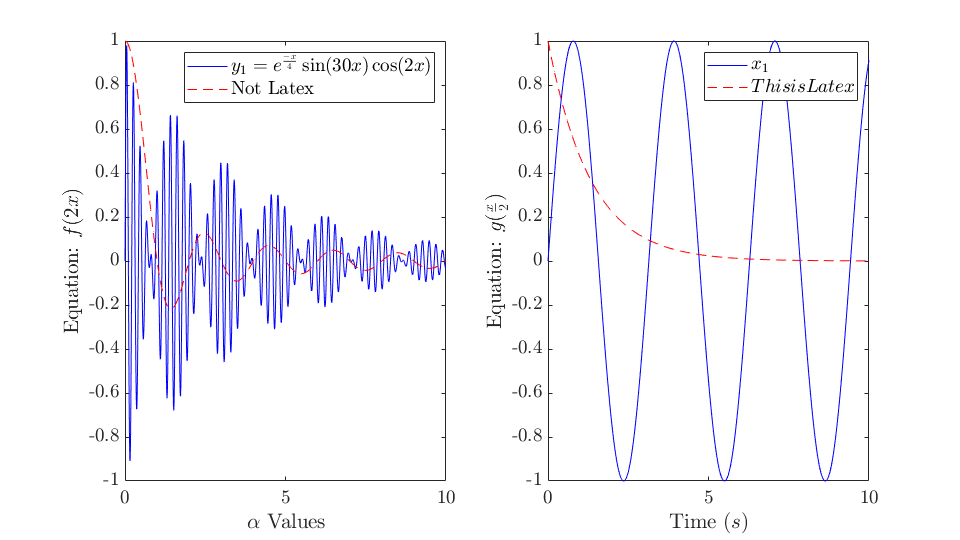 1
0.8
0.6
0.4
0.2
0
-0.2
-0.4
-0.6
-0.8
-1
0 5 10
α Values
Equation: f(2x)
y₁ = e^{\frac{-x}{4}} sin(30x) cos(2x)
Not Latex
1
0.8
0.6
0.4
0.2
0
-0.2
-0.4
-0.6
-0.8
-1
0 5 10
Time (s)
Equation: g(\frac{x}{2})
x₁
ThisisLatex